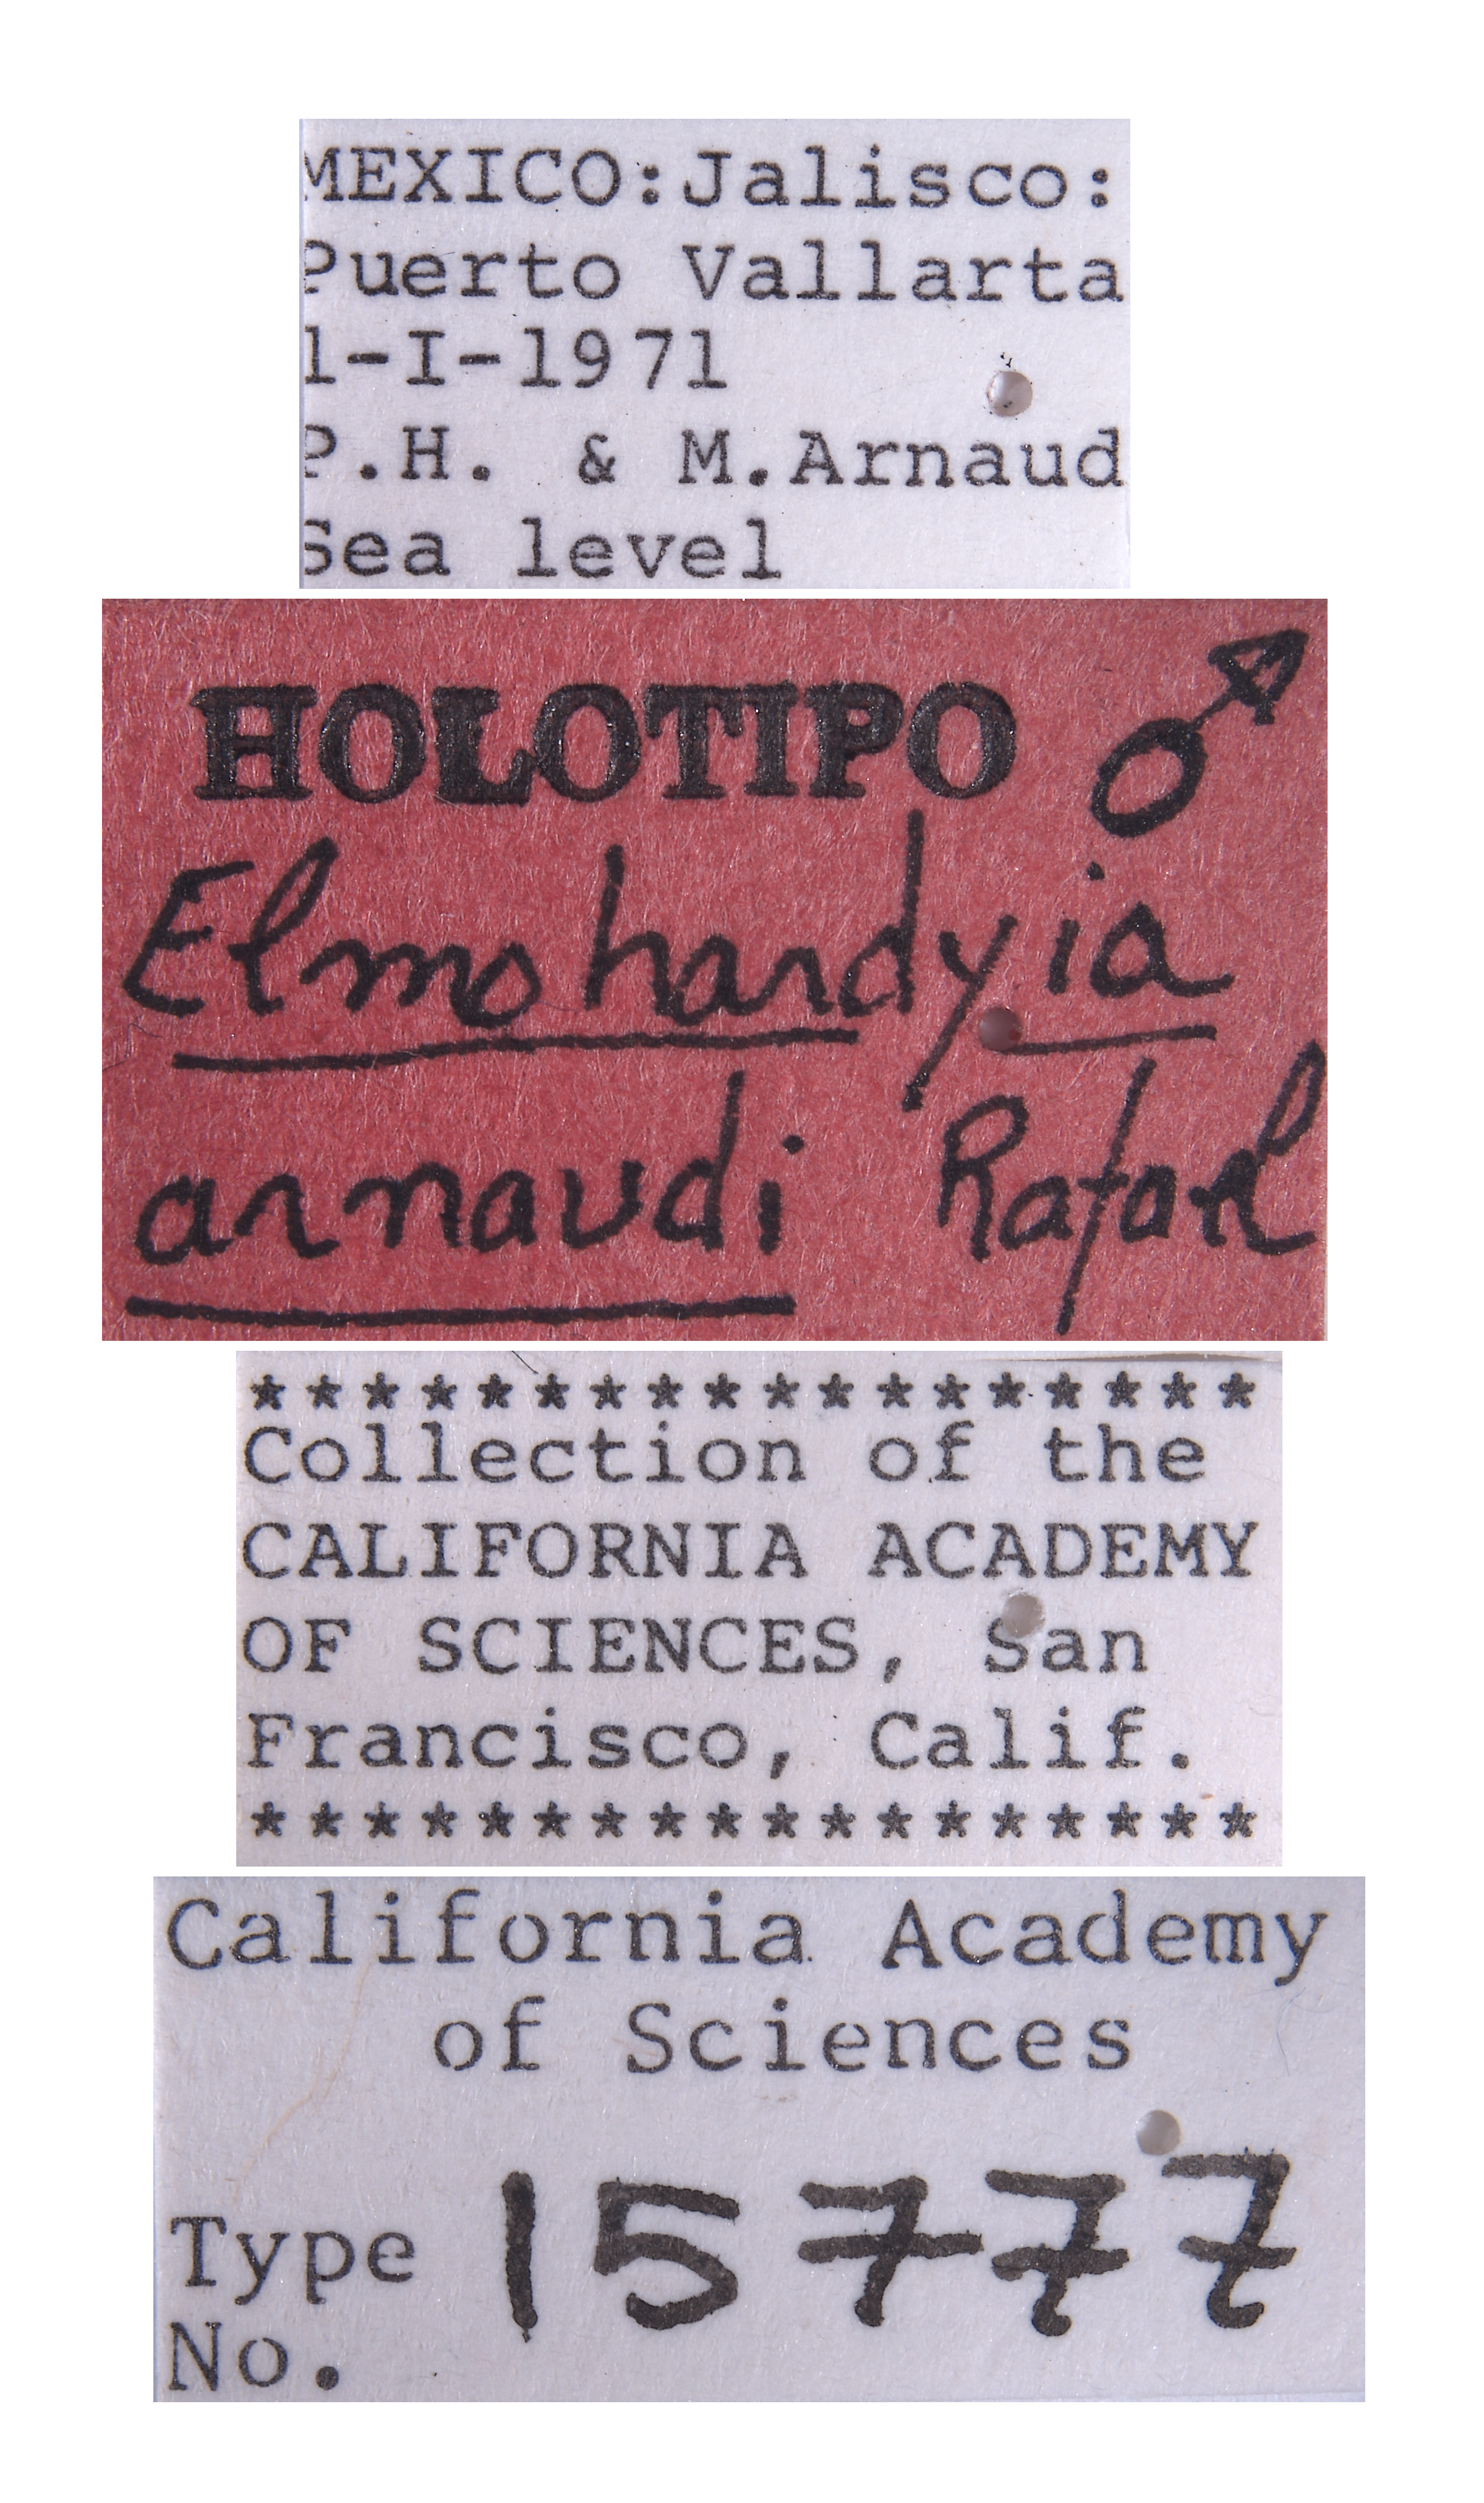 MEXICO:Jalisco:
Puerto Vallarta
1-I-1971
P.H. & M.Arnaud
Sea level
HOLOTIPO ♂
Elmohardyia
arnaudi Rafael
******************
Collection of the
CALIFORNIA ACADEMY
OF SCIENCES, San
Francisco, Calif.
******************
California Academy
of Sciences
Type 15777
No.